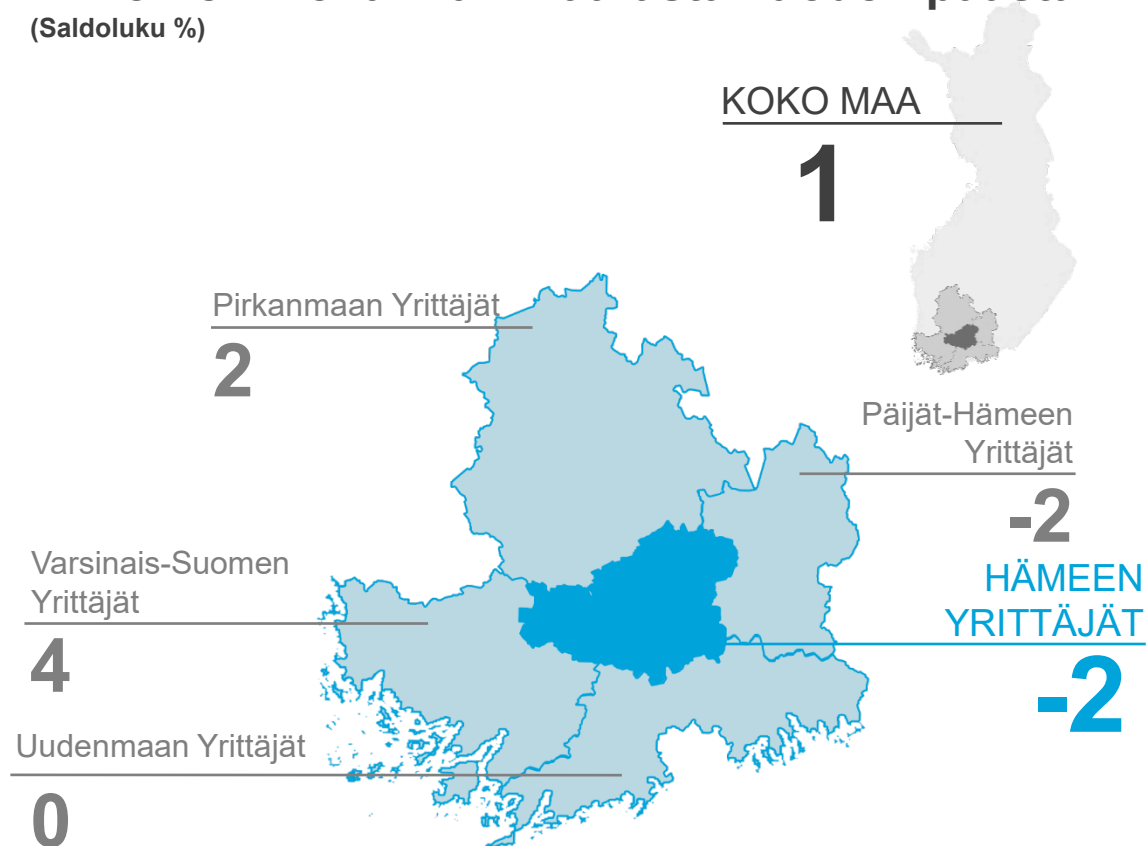 (Saldoluku %)
KOKO MAA
1
Pirkanmaan Yrittäjät
2
Päijät-Hämeen
Yrittäjät
-2
Varsinais-Suomen
Yrittäjät
4
HÄMEEN
YRITTÄJÄT
-2
Uudenmaan Yrittäjät
0